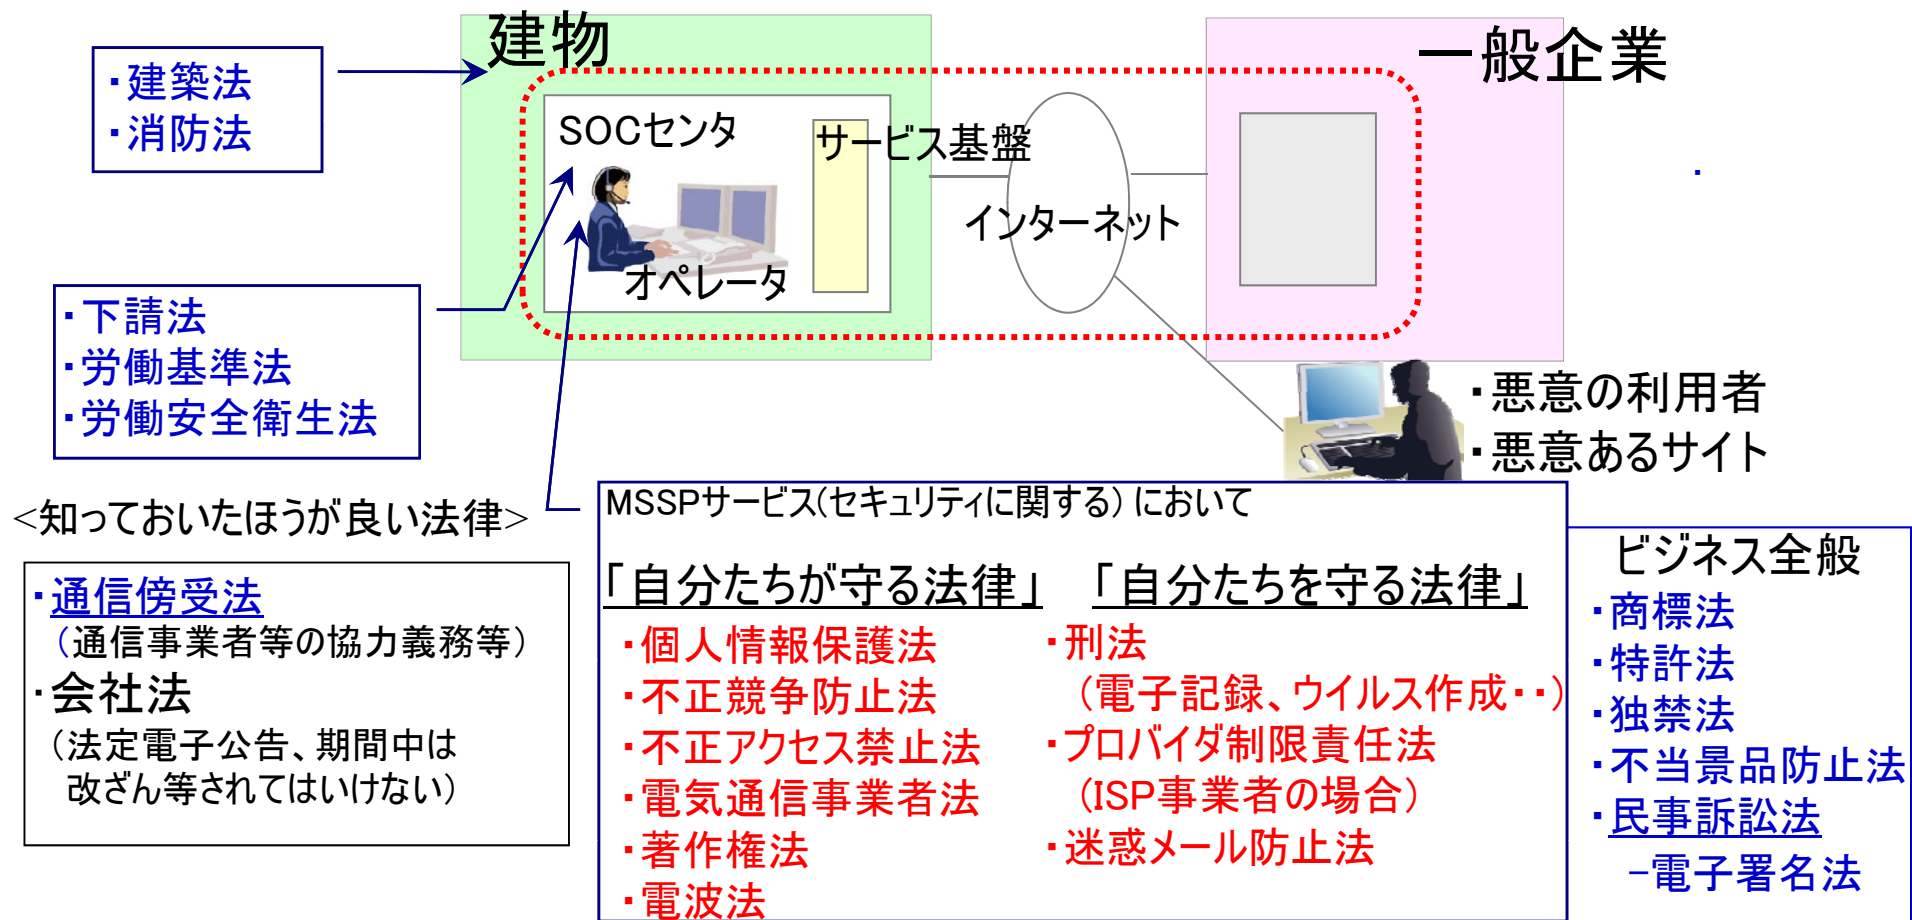 建物
一般企業
・建築法
・消防法
SOCセンタ
サービス基盤
インターネット
オペレータ
・下請法
・労働基準法
・労働安全衛生法
・悪意の利用者
・悪意あるサイト
<知っておいたほうが良い法律>
・通信傍受法
(通信事業者等の協力義務等)
・会社法
(法定電子公告、期間中は
改ざん等されてはいけない)
MSSPサービス(セキュリティに関する)において
「自分たちが守る法律」
・個人情報保護法
・不正競争防止法
・不正アクセス禁止法
・電気通信事業者法
・著作権法
・電波法
「自分たちを守る法律」
・刑法
(電子記録、ウイルス作成・・)
・プロバイダ制限責任法
(ISP事業者の場合)
・迷惑メール防止法
ビジネス全般
・商標法
・特許法
・独禁法
・不当景品防止法
・民事訴訟法
-電子署名法